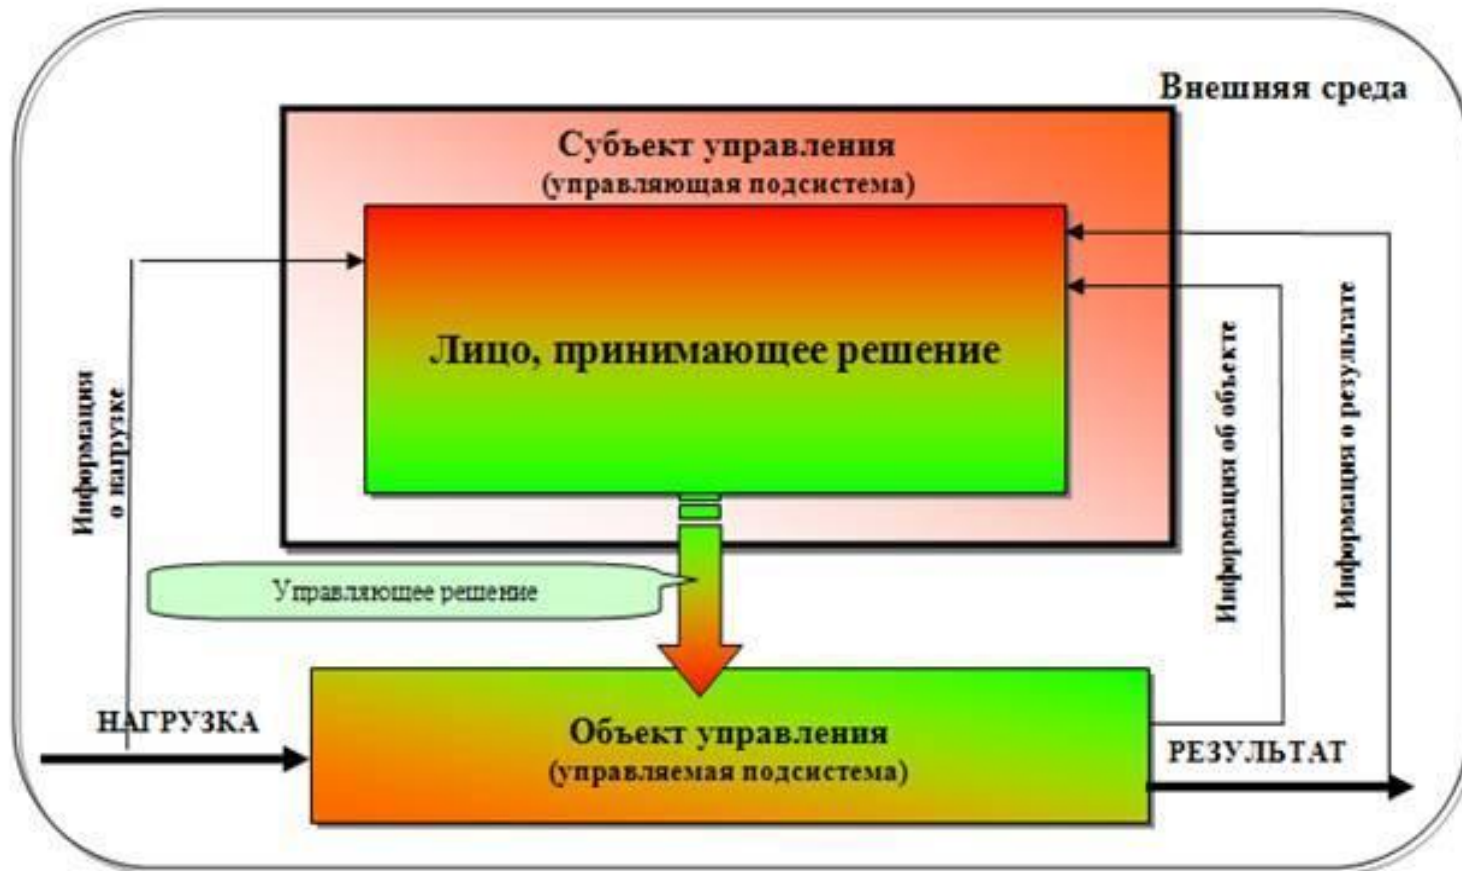 Внешняя среда
Субъект управления
(управляющая подсистема)
Лицо, принимающее решение
Информация
о нагрузке
Информация об объекте
Информация о результате
Управляющее решение
НАГРУЗКА
Объект управления
(управляемая подсистема)
РЕЗУЛЬТАТ